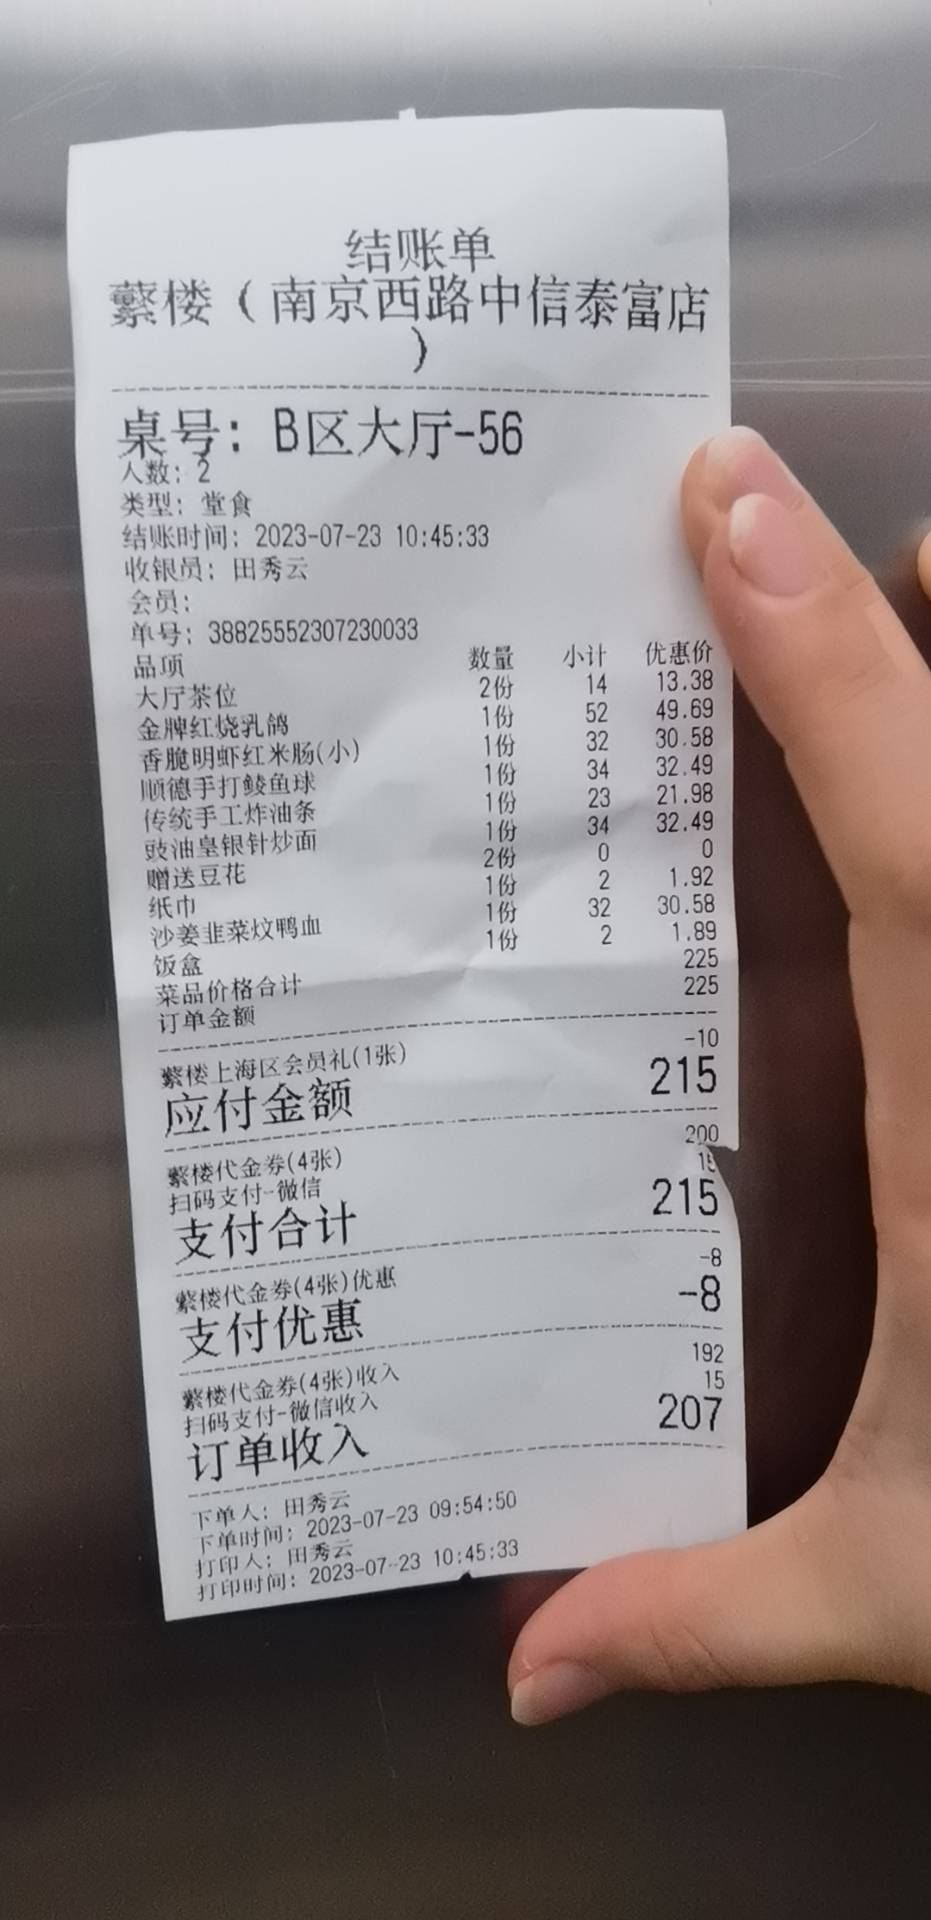 结账单
蘩楼（南京西路中信泰富店
）
桌号: B区大厅-56
人数: 2
类型: 堂食
结账时间: 2023-07-23 10:45:33
收银员: 田秀云
会员:
单号: 38825552307230033
品项 数量 小计 优惠价
大厅茶位 2份 14 13.38
金牌红烧乳鸽 1份 52 49.69
香脆明虾红米肠(小) 1份 32 30.58
顺德手打鲮鱼球 1份 34 32.49
传统手工炸油条 1份 23 21.98
豉油皇银针炒面 1份 34 32.49
赠送豆花 2份 0 0
纸巾 1份 2 1.92
沙姜韭菜炆鸭血 1份 32 30.58
饭盒 1份 2 1.89
菜品价格合计 225
订单金额 225
蘩楼上海区会员礼(1张) -10
应付金额 215
蘩楼代金券(4张) 200
扫码支付-微信 15
支付合计 215
蘩楼代金券(4张)优惠 -8
支付优惠 -8
蘩楼代金券(4张)收入 192
扫码支付-微信收入 15
订单收入 207
下单人: 田秀云
下单时间: 2023-07-23 09:54:50
打印人: 田秀云
打印时间: 2023-07-23 10:45:33